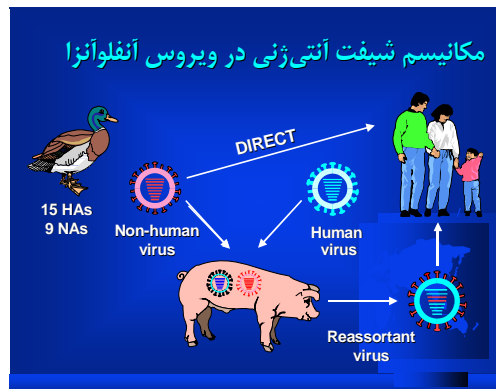 مکانیسم شیفت آنتی‌ژنی در ویروس آنفلوآنزا
DIRECT
15 HAs
9 NAs
Non-human
virus
Human
virus
Reassortant
virus